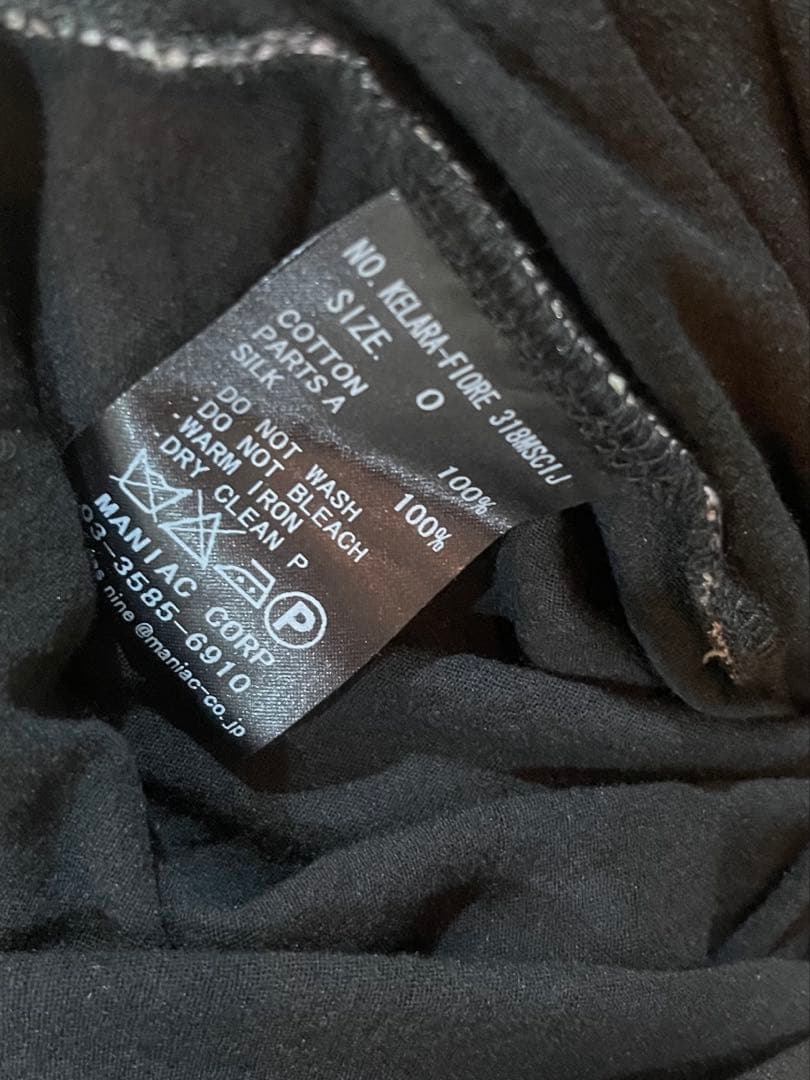 NO. KELARA-FIORE 318MSCIJ
SIZE. 0
COTTON 100%
PARTS A
SILK 100%
-DO NOT WASH
-DO NOT BLEACH
-WARM IRON
-DRY CLEAN P
P
MANIAC CORP
03-3585-6910
nine @maniac-co.jp